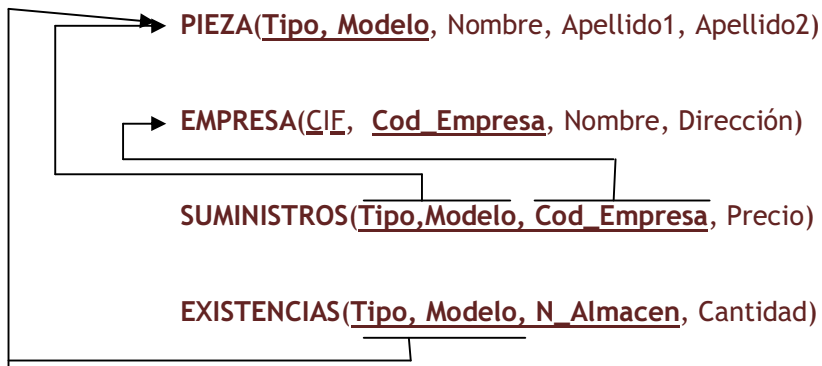 PIEZA(Tipo, Modelo, Nombre, Apellido1, Apellido2)
EMPRESA(CIF, Cod_Empresa, Nombre, Dirección)
SUMINISTROS(Tipo,Modelo, Cod_Empresa, Precio)
EXISTENCIAS(Tipo, Modelo, N_Almacen, Cantidad)